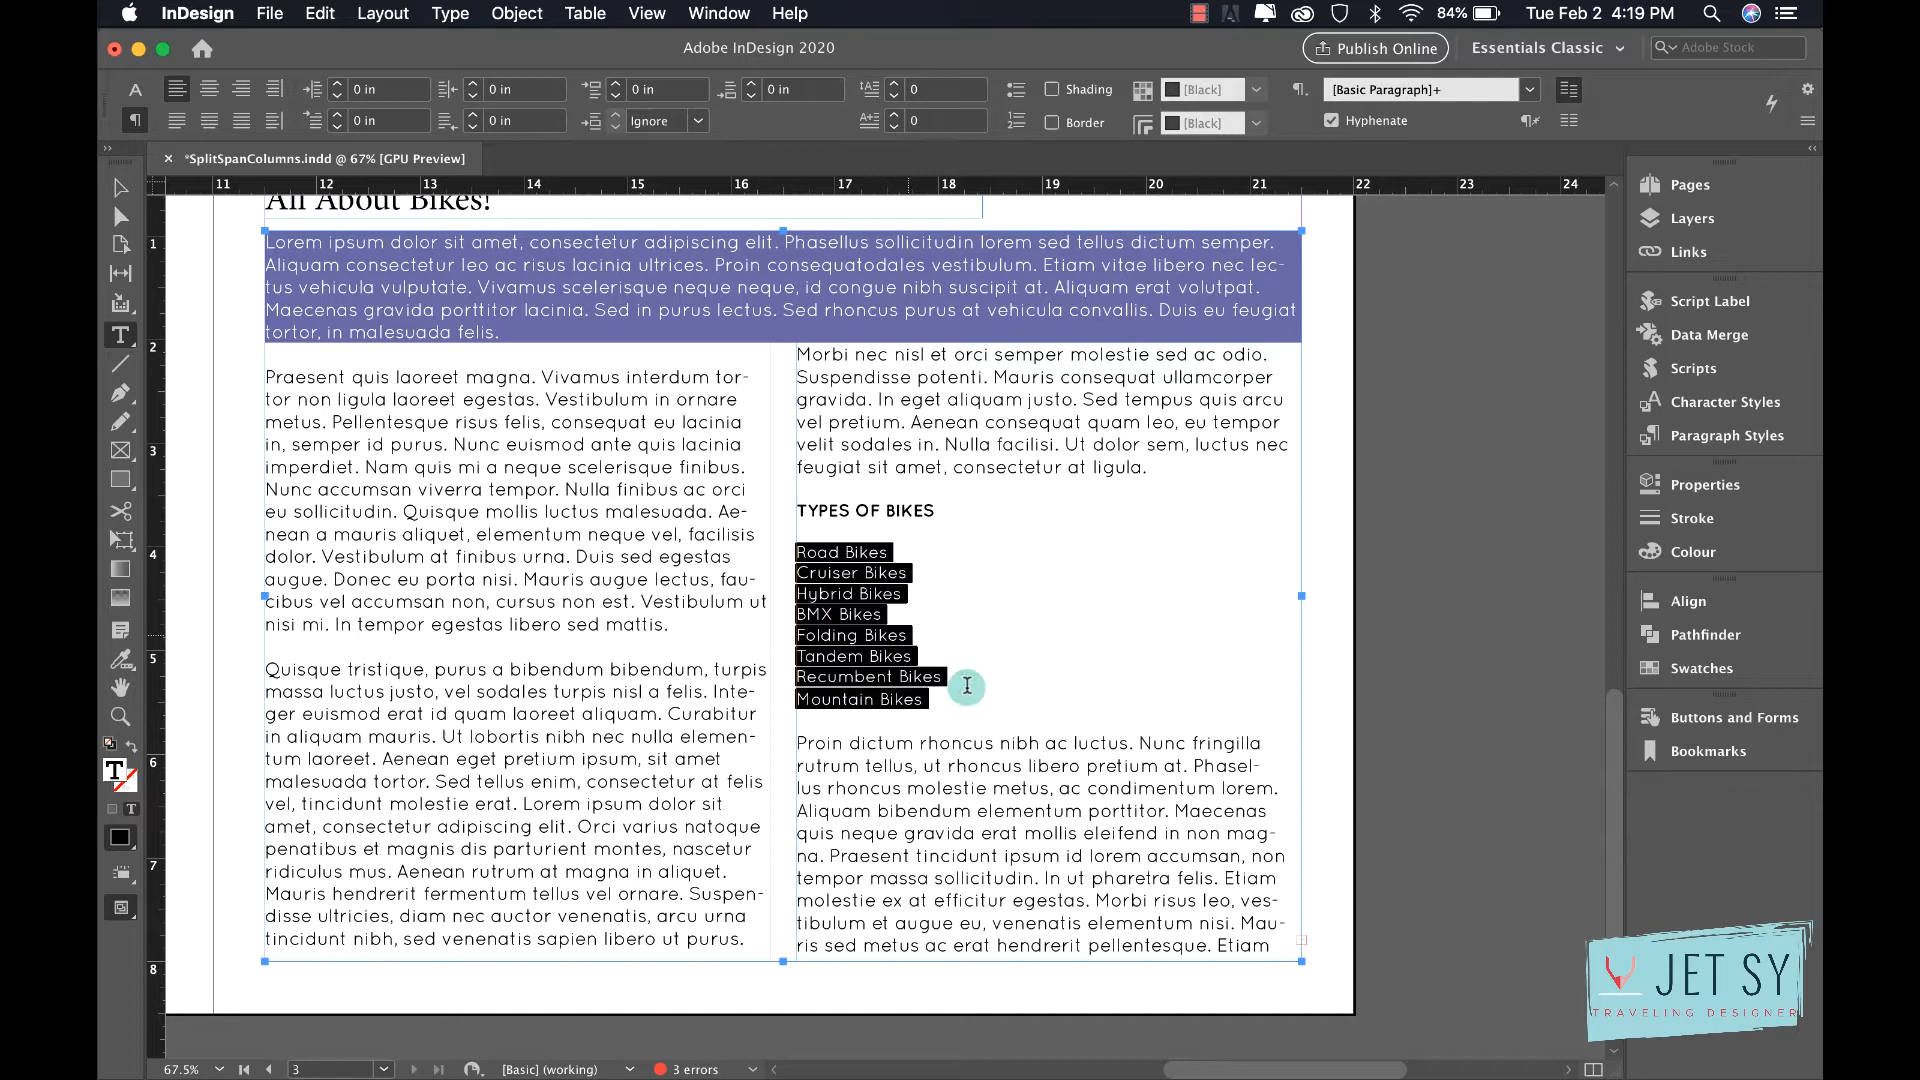 InDesign File Edit Layout Type Object Table View Window Help
84% Tue Feb 2 4:19 PM
Adobe InDesign 2020
Publish Online
Essentials Classic
Adobe Stock
A 0 in 0 in 0 in 0 in 0 Shading [Black] [Basic Paragraph]+
0 in 0 in Ignore 0 Border [Black] Hyphenate
*SplitSpanColumns.indd @ 67% [GPU Preview]
11 12 13 14 15 16 17 18 19 20 21 22 23 24
1
2
3
4
5
6
7
8
All About Bikes!
Lorem ipsum dolor sit amet, consectetur adipiscing elit. Phasellus sollicitudin lorem sed tellus dictum semper.
Aliquam consectetur leo ac risus lacinia ultrices. Proin consequatodales vestibulum. Etiam vitae libero nec lec-
tus vehicula vulputate. Vivamus scelerisque neque neque, id congue nibh suscipit at. Aliquam erat volutpat.
Maecenas gravida porttitor lacinia. Sed in purus lectus. Sed rhoncus purus at vehicula convallis. Duis eu feugiat
tortor, in malesuada felis.
Praesent quis laoreet magna. Vivamus interdum tor-
tor non ligula laoreet egestas. Vestibulum in ornare
metus. Pellentesque risus felis, consequat eu lacinia
in, semper id purus. Nunc euismod ante quis lacinia
imperdiet. Nam quis mi a neque scelerisque finibus.
Nunc accumsan viverra tempor. Nulla finibus ac orci
eu sollicitudin. Quisque mollis luctus malesuada. Ae-
nean a mauris aliquet, elementum neque vel, facilisis
dolor. Vestibulum at finibus urna. Duis sed egestas
augue. Donec eu porta nisi. Mauris augue lectus, fau-
cibus vel accumsan non, cursus non est. Vestibulum ut
nisi mi. In tempor egestas libero sed mattis.
Quisque tristique, purus a bibendum bibendum, turpis
massa luctus justo, vel sodales turpis nisl a felis. Inte-
ger euismod erat id quam laoreet aliquam. Curabitur
in aliquam mauris. Ut lobortis nibh nec nulla elemen-
tum laoreet. Aenean eget pretium ipsum, sit amet
malesuada tortor. Sed tellus enim, consectetur at felis
vel, tincidunt molestie erat. Lorem ipsum dolor sit
amet, consectetur adipiscing elit. Orci varius natoque
penatibus et magnis dis parturient montes, nascetur
ridiculus mus. Aenean rutrum at magna in aliquet.
Mauris hendrerit fermentum tellus vel ornare. Suspen-
disse ultricies, diam nec auctor venenatis, arcu urna
tincidunt nibh, sed venenatis sapien libero ut purus.
Morbi nec nisl et orci semper molestie sed ac odio.
Suspendisse potenti. Mauris consequat ullamcorper
gravida. In eget aliquam justo. Sed tempus quis arcu
vel pretium. Aenean consequat quam leo, eu tempor
velit sodales in. Nulla facilisi. Ut dolor sem, luctus nec
feugiat sit amet, consectetur at ligula.
TYPES OF BIKES
Road Bikes
Cruiser Bikes
Hybrid Bikes
BMX Bikes
Folding Bikes
Tandem Bikes
Recumbent Bikes
Mountain Bikes
Proin dictum rhoncus nibh ac luctus. Nunc fringilla
rutrum tellus, ut rhoncus libero pretium at. Phasel-
lus rhoncus molestie metus, ac condimentum lorem.
Aliquam bibendum elementum porttitor. Maecenas
quis neque gravida erat mollis eleifend in non mag-
na. Praesent tincidunt ipsum id lorem accumsan, non
tempor massa sollicitudin. In ut pharetra felis. Etiam
molestie ex at efficitur egestas. Morbi risus leo, ves-
tibulum et augue eu, venenatis elementum nisi. Mau-
ris sed metus ac erat hendrerit pellentesque. Etiam
Pages
Layers
Links
Script Label
Data Merge
Scripts
Character Styles
Paragraph Styles
Properties
Stroke
Colour
Align
Pathfinder
Swatches
Buttons and Forms
Bookmarks
JET SY
TRAVELING DESIGNER
67.5% 3 [Basic] (working) 3 errors